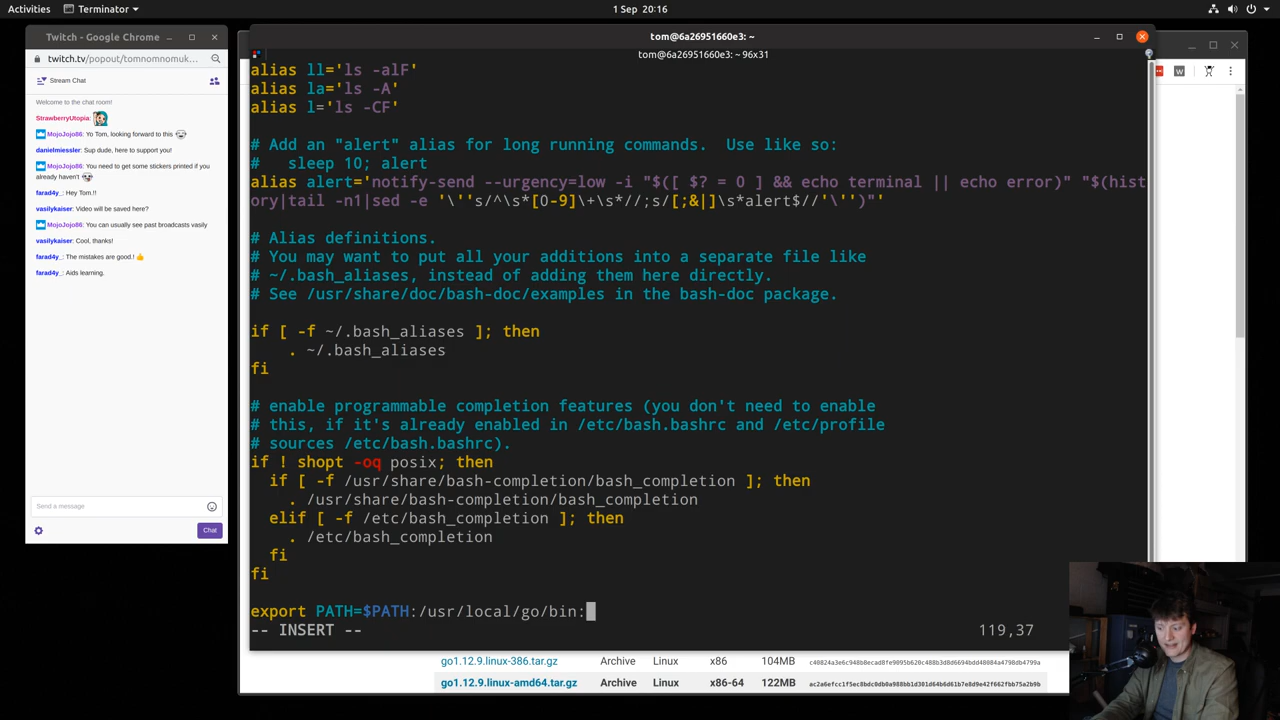 Activities
Terminator
1 Sep 20:16
Twitch - Google Chrome
twitch.tv/popout/tomnomnomuk...
Stream Chat
Welcome to the chat room!
StrawberryUtopia:
MojoJojo86: Yo Tom, looking forward to this
danielmiessler: Sup dude, here to support you!
MojoJojo86: You need to get some stickers printed if you
already haven't
farad4y_: Hey Tom.!!
vasilykaiser: Video will be saved here?
MojoJojo86: You can usually see past broadcasts vasily
vasilykaiser: Cool, thanks!
farad4y_: The mistakes are good.!
farad4y_: Aids learning.
Send a message
Chat
tom@6a26951660e3: ~
tom@6a26951660e3: ~ 96x31
alias ll='ls -alF'
alias la='ls -A'
alias l='ls -CF'
# Add an "alert" alias for long running commands.  Use like so:
#   sleep 10; alert
alias alert='notify-send --urgency=low -i "$([ $? = 0 ] && echo terminal || echo error)" "$(hist
ory|tail -n1|sed -e '\''s/^\s*[0-9]\+\s*//;s/[;&|]\s*alert$//'\'')"'
# Alias definitions.
# You may want to put all your additions into a separate file like
# ~/.bash_aliases, instead of adding them here directly.
# See /usr/share/doc/bash-doc/examples in the bash-doc package.
if [ -f ~/.bash_aliases ]; then
    . ~/.bash_aliases
fi
# enable programmable completion features (you don't need to enable
# this, if it's already enabled in /etc/bash.bashrc and /etc/profile
# sources /etc/bash.bashrc).
if ! shopt -oq posix; then
  if [ -f /usr/share/bash-completion/bash_completion ]; then
    . /usr/share/bash-completion/bash_completion
  elif [ -f /etc/bash_completion ]; then
    . /etc/bash_completion
  fi
fi
export PATH=$PATH:/usr/local/go/bin:
-- INSERT --
119,37
go1.12.9.linux-386.tar.gz Archive Linux x86 104MB
go1.12.9.linux-amd64.tar.gz Archive Linux x86-64 122MB